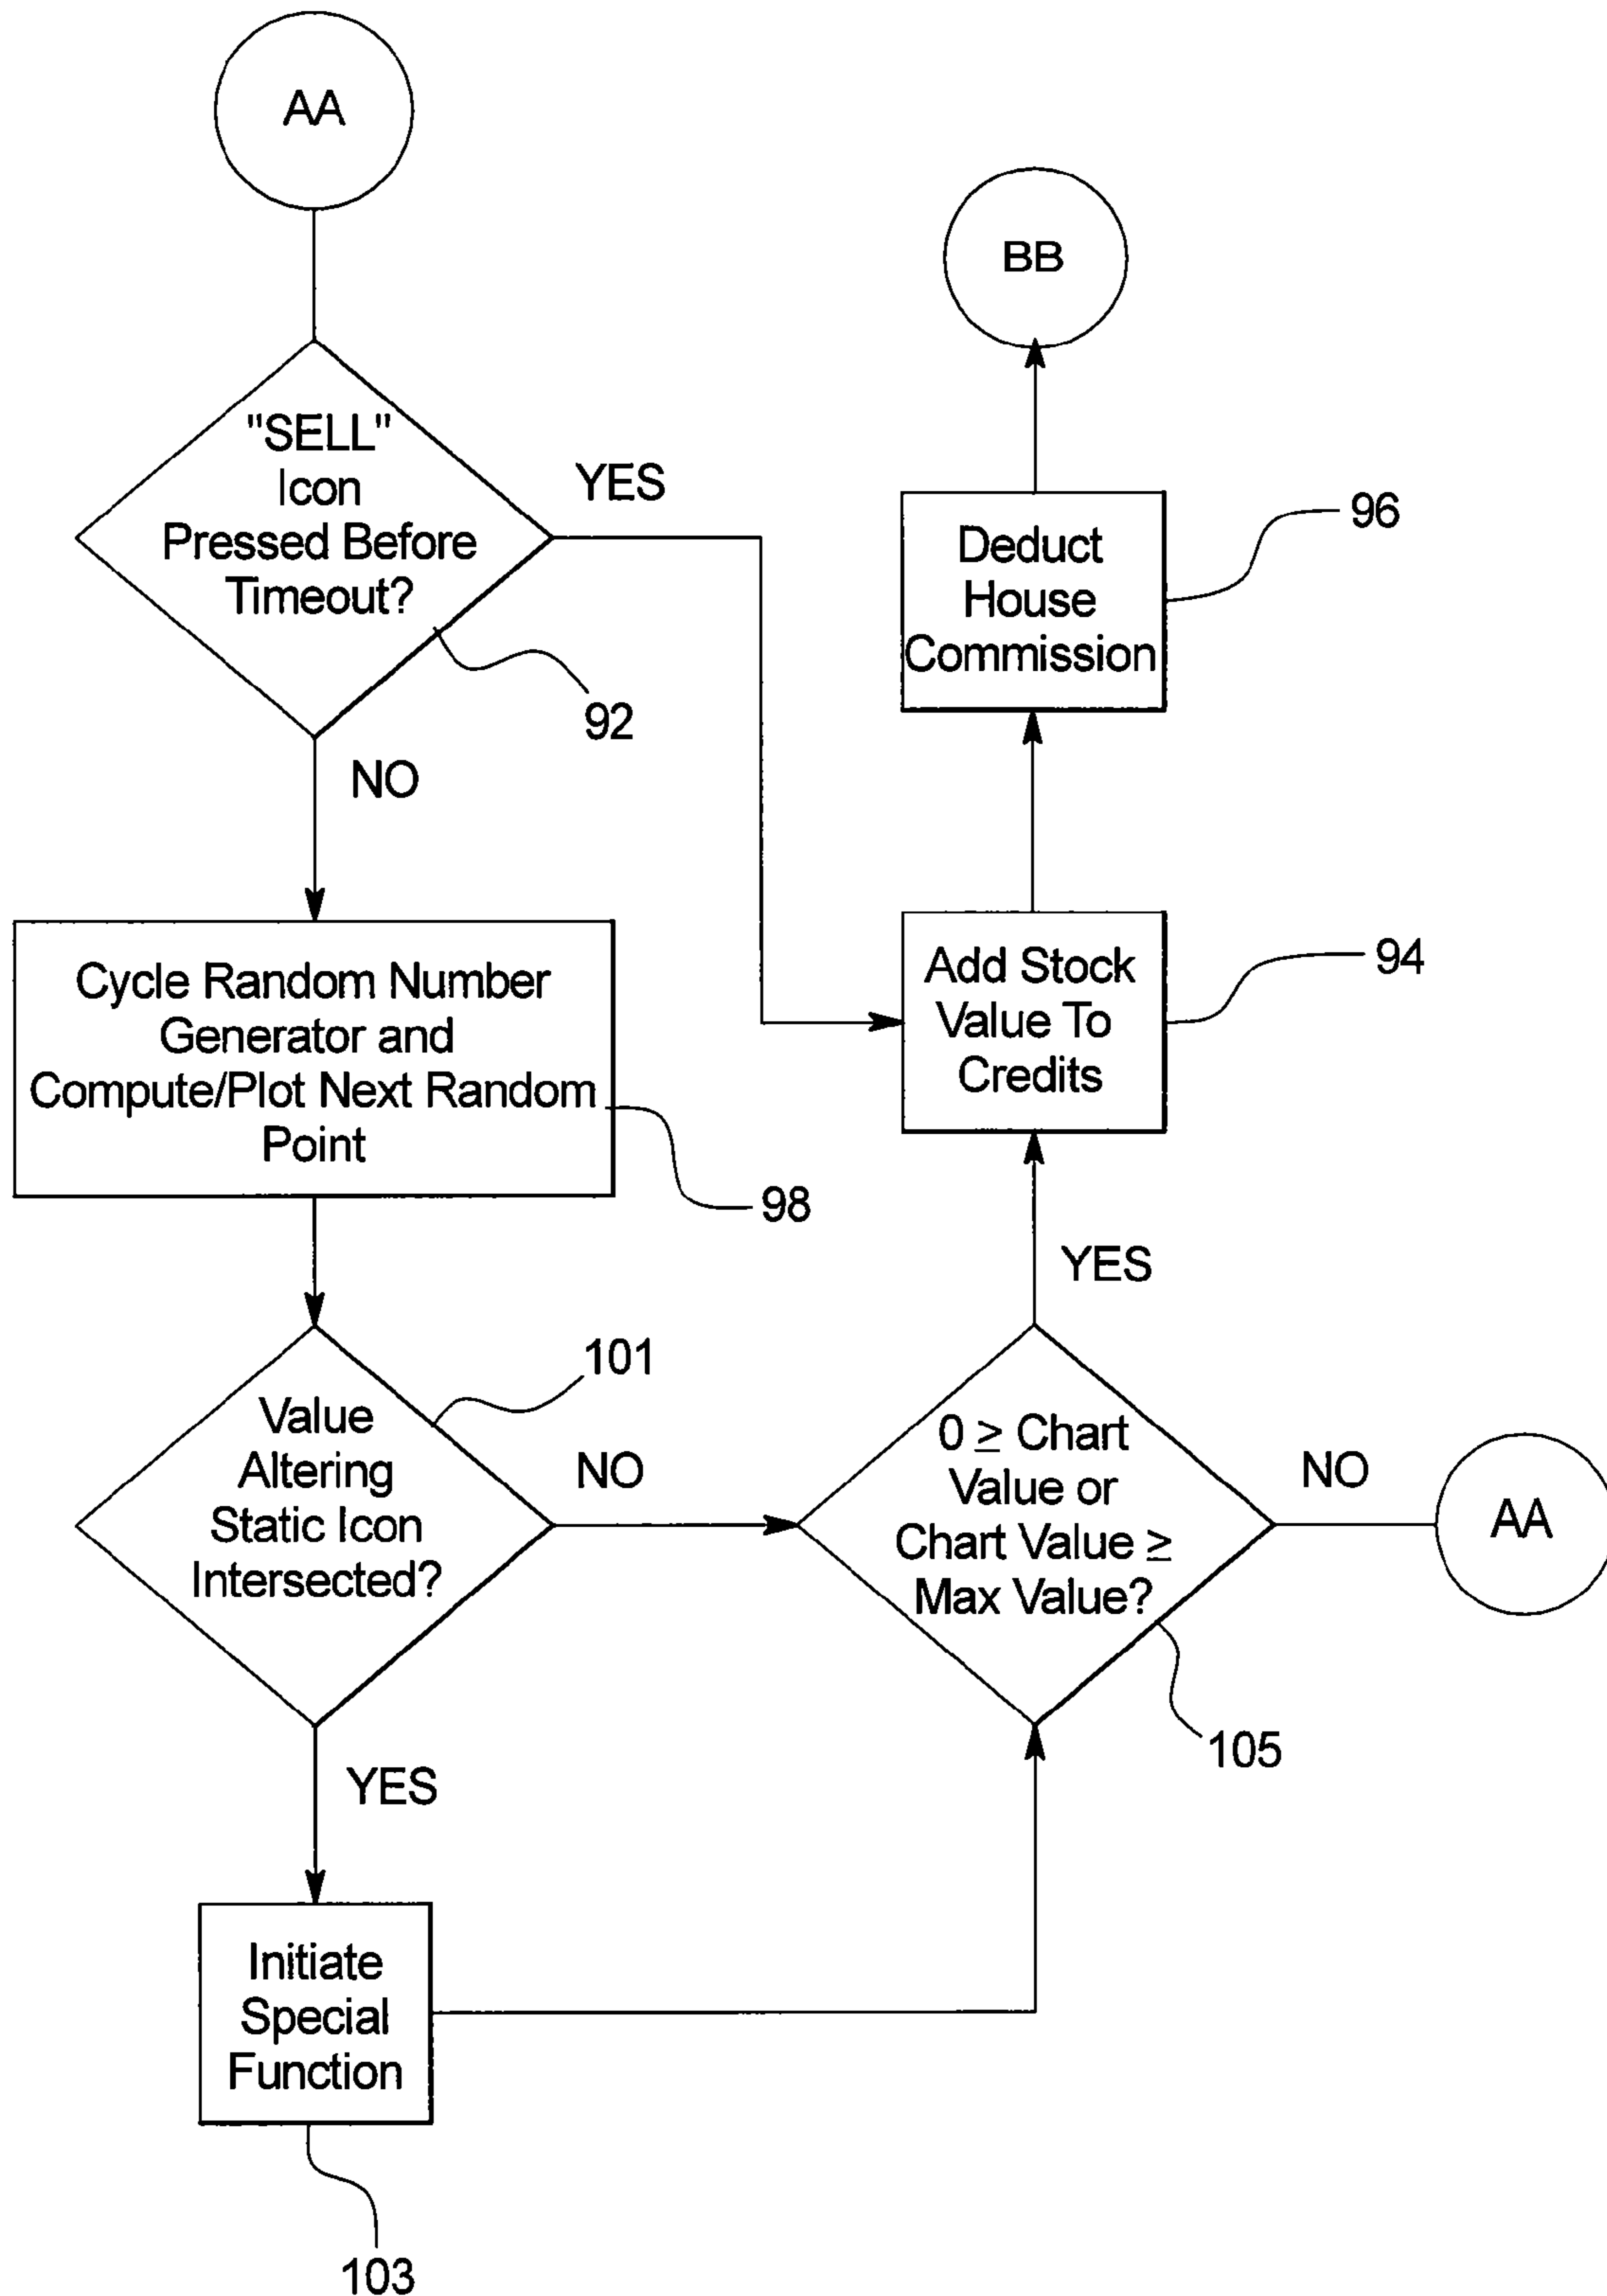 AA
BB
"SELL"
Icon
Pressed Before
Timeout?
YES
92
NO
Deduct
House
Commission
96
Cycle Random Number
Generator and
Compute/Plot Next Random
Point
98
Add Stock
Value To
Credits
94
YES
Value
Altering
Static Icon
Intersected?
101
NO
0 ≥ Chart
Value or
Chart Value ≥
Max Value?
105
NO
AA
YES
Initiate
Special
Function
103